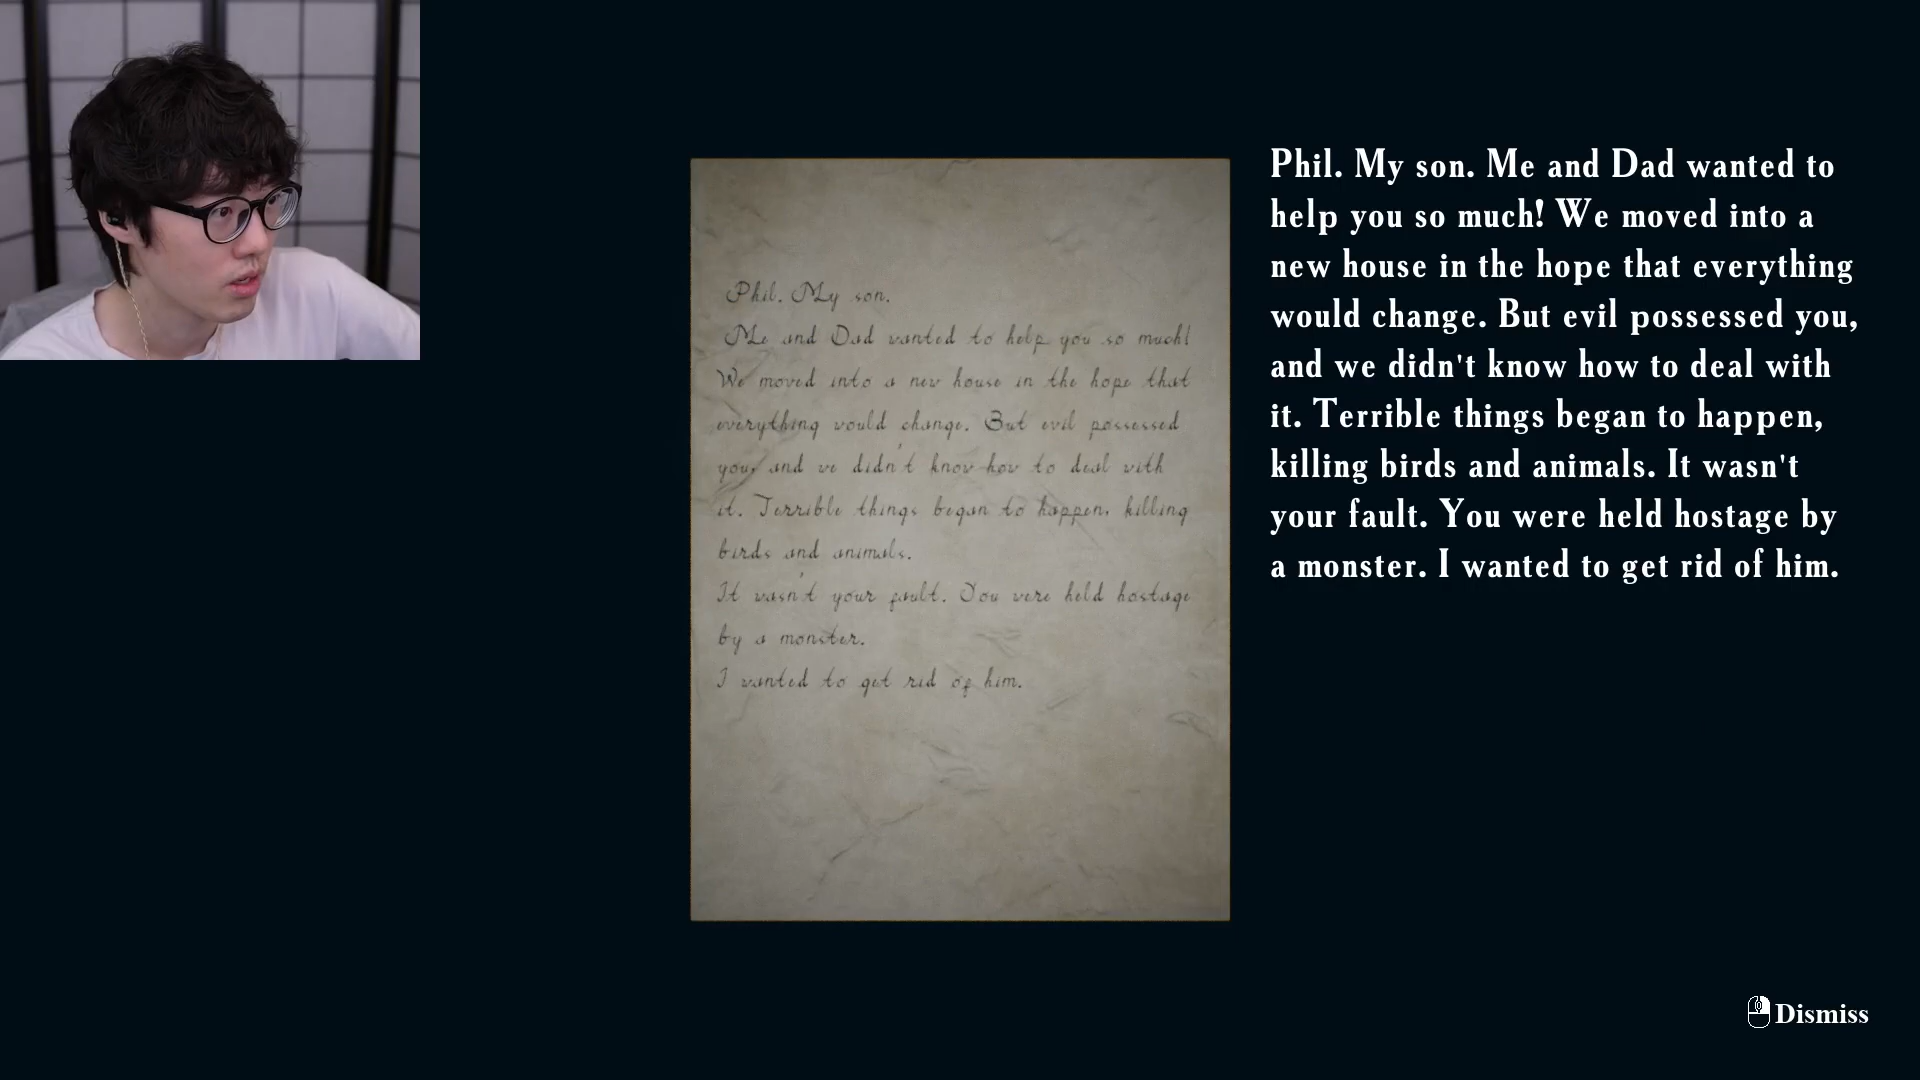 Phil. My son.
Me and Dad wanted to help you so much!
We moved into a new house in the hope that
everything would change. But evil possessed
you, and we didn't know how to deal with
it. Terrible things began to happen, killing
birds and animals.
It wasn't your fault. You were held hostage
by a monster.
I wanted to get rid of him.
Phil. My son. Me and Dad wanted to
help you so much! We moved into a
new house in the hope that everything
would change. But evil possessed you,
and we didn't know how to deal with
it. Terrible things began to happen,
killing birds and animals. It wasn't
your fault. You were held hostage by
a monster. I wanted to get rid of him.
Dismiss